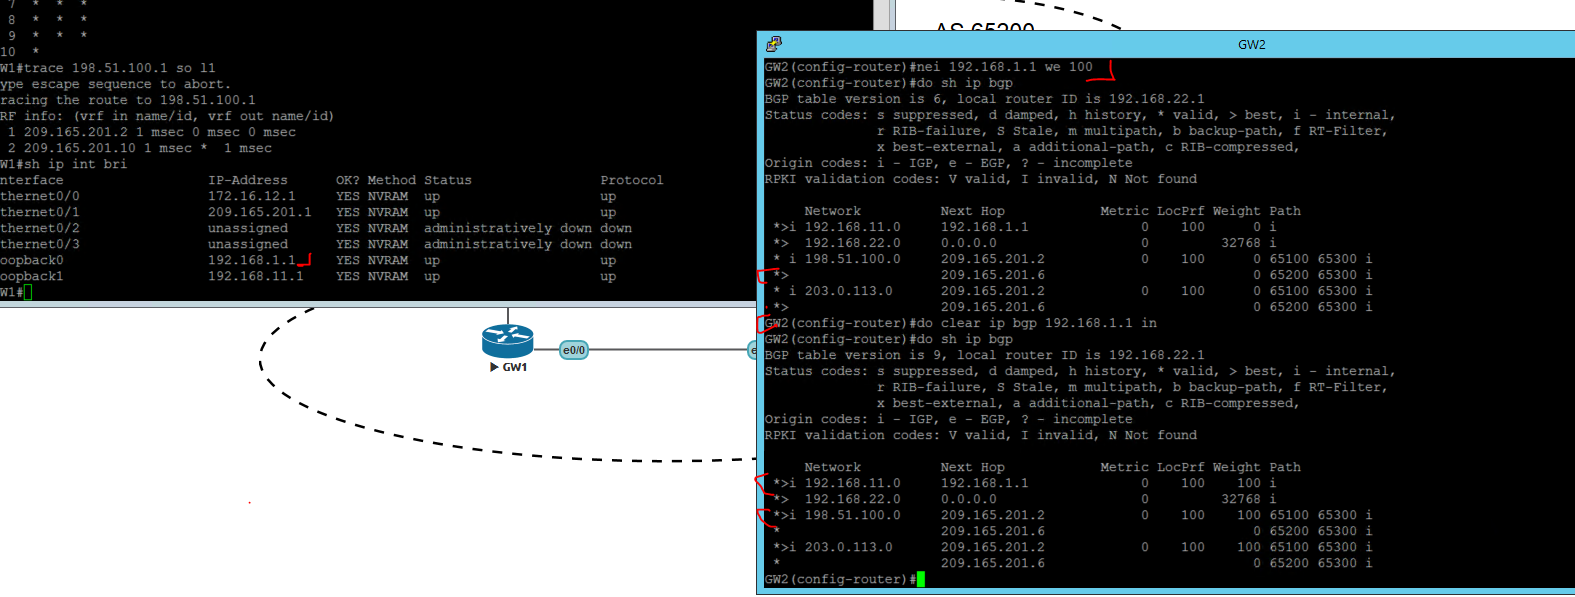 7 * * *
8 * * *
9 * * *
10 *
W1#trace 198.51.100.1 so l1
ype escape sequence to abort.
racing the route to 198.51.100.1
RF info: (vrf in name/id, vrf out name/id)
1 209.165.201.2 1 msec 0 msec 0 msec
2 209.165.201.10 1 msec * 1 msec
W1#sh ip int bri
nterface IP-Address OK? Method Status Protocol
thernet0/0 172.16.12.1 YES NVRAM up up
thernet0/1 209.165.201.1 YES NVRAM up up
thernet0/2 unassigned YES NVRAM administratively down down
thernet0/3 unassigned YES NVRAM administratively down down
oopback0 192.168.1.1 YES NVRAM up up
oopback1 192.168.11.1 YES NVRAM up up
W1#
e0/0
e
GW1
AS 65200
GW2
GW2(config-router)#nei 192.168.1.1 we 100
GW2(config-router)#do sh ip bgp
BGP table version is 6, local router ID is 192.168.22.1
Status codes: s suppressed, d damped, h history, * valid, > best, i - internal,
r RIB-failure, S Stale, m multipath, b backup-path, f RT-Filter,
x best-external, a additional-path, c RIB-compressed,
Origin codes: i - IGP, e - EGP, ? - incomplete
RPKI validation codes: V valid, I invalid, N Not found
Network Next Hop Metric LocPrf Weight Path
*>i 192.168.11.0 192.168.1.1 0 100 0 i
*> 192.168.22.0 0.0.0.0 0 32768 i
* i 198.51.100.0 209.165.201.2 0 100 0 65100 65300 i
*> 209.165.201.6 0 65200 65300 i
* i 203.0.113.0 209.165.201.2 0 100 0 65100 65300 i
*> 209.165.201.6 0 65200 65300 i
GW2(config-router)#do clear ip bgp 192.168.1.1 in
GW2(config-router)#do sh ip bgp
BGP table version is 9, local router ID is 192.168.22.1
Status codes: s suppressed, d damped, h history, * valid, > best, i - internal,
r RIB-failure, S Stale, m multipath, b backup-path, f RT-Filter,
x best-external, a additional-path, c RIB-compressed,
Origin codes: i - IGP, e - EGP, ? - incomplete
RPKI validation codes: V valid, I invalid, N Not found
Network Next Hop Metric LocPrf Weight Path
*>i 192.168.11.0 192.168.1.1 0 100 100 i
*> 192.168.22.0 0.0.0.0 0 32768 i
*>i 198.51.100.0 209.165.201.2 0 100 100 65100 65300 i
* 209.165.201.6 0 65200 65300 i
*>i 203.0.113.0 209.165.201.2 0 100 100 65100 65300 i
* 209.165.201.6 0 65200 65300 i
GW2(config-router)#